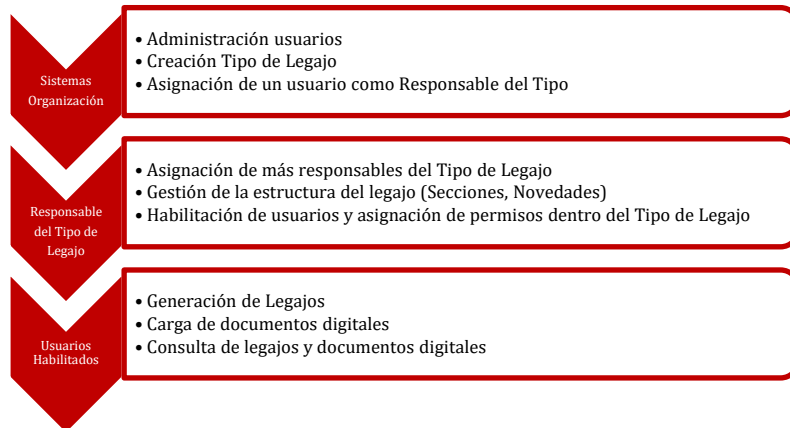 Sistemas
Organización
• Administración usuarios
• Creación Tipo de Legajo
• Asignación de un usuario como Responsable del Tipo
Responsable
del Tipo de
Legajo
• Asignación de más responsables del Tipo de Legajo
• Gestión de la estructura del legajo (Secciones, Novedades)
• Habilitación de usuarios y asignación de permisos dentro del Tipo de Legajo
Usuarios
Habilitados
• Generación de Legajos
• Carga de documentos digitales
• Consulta de legajos y documentos digitales